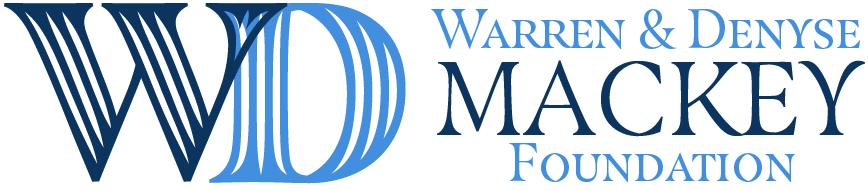 WD
WARREN & DENYSE
MACKEY
FOUNDATION